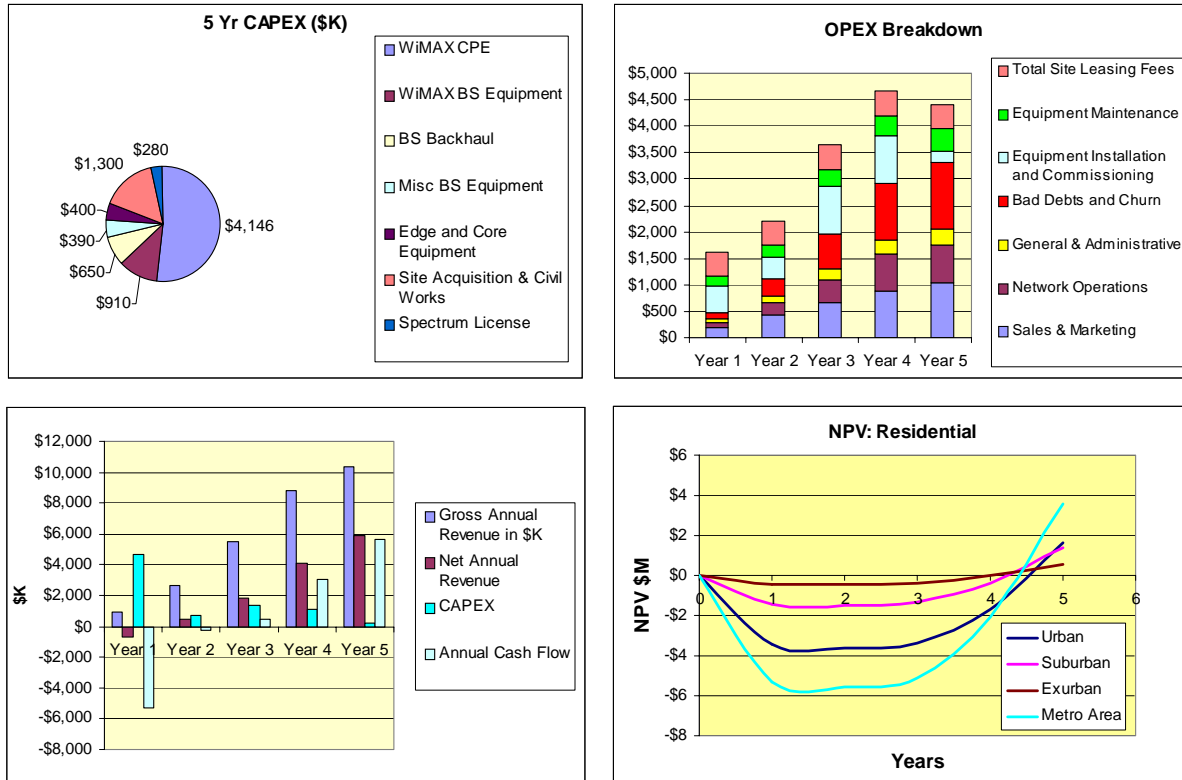 5 Yr CAPEX ($K)
$280
$1,300
$400
$390
$650
$910
$4,146
WiMAX CPE
WiMAX BS Equipment
BS Backhaul
Misc BS Equipment
Edge and Core
Equipment
Site Acquisition & Civil
Works
Spectrum License
OPEX Breakdown
$5,000
$4,500
$4,000
$3,500
$3,000
$2,500
$2,000
$1,500
$1,000
$500
$0
Year 1 Year 2 Year 3 Year 4 Year 5
Total Site Leasing Fees
Equipment Maintenance
Equipment Installation
and Commissioning
Bad Debts and Churn
General & Administrative
Network Operations
Sales & Marketing
$12,000
$10,000
$8,000
$6,000
$4,000
$2,000
$0
-$2,000
-$4,000
-$6,000
-$8,000
$K
Year 1 Year 2 Year 3 Year 4 Year 5
Gross Annual
Revenue in $K
Net Annual
Revenue
CAPEX
Annual Cash Flow
NPV: Residential
$6
$4
$2
$0
-$2
-$4
-$6
-$8
NPV $M
0 1 2 3 4 5 6
Urban
Suburban
Exurban
Metro Area
Years